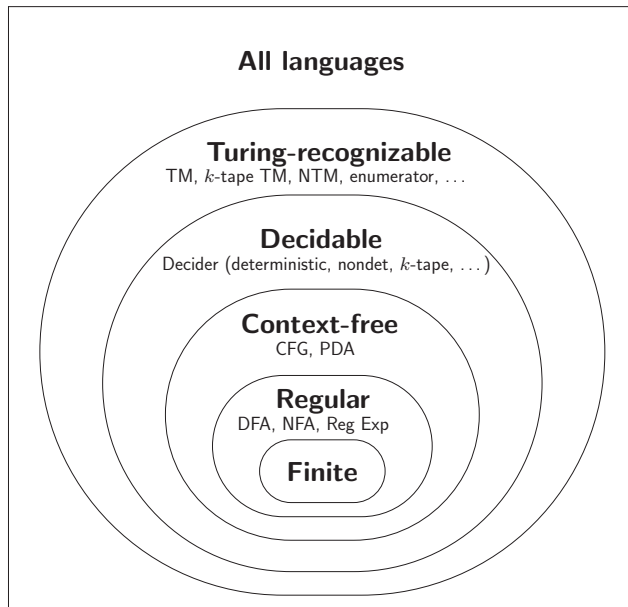 All languages
Turing-recognizable
TM, k-tape TM, NTM, enumerator, ...
Decidable
Decider (deterministic, nondet, k-tape, ...)
Context-free
CFG, PDA
Regular
DFA, NFA, Reg Exp
Finite